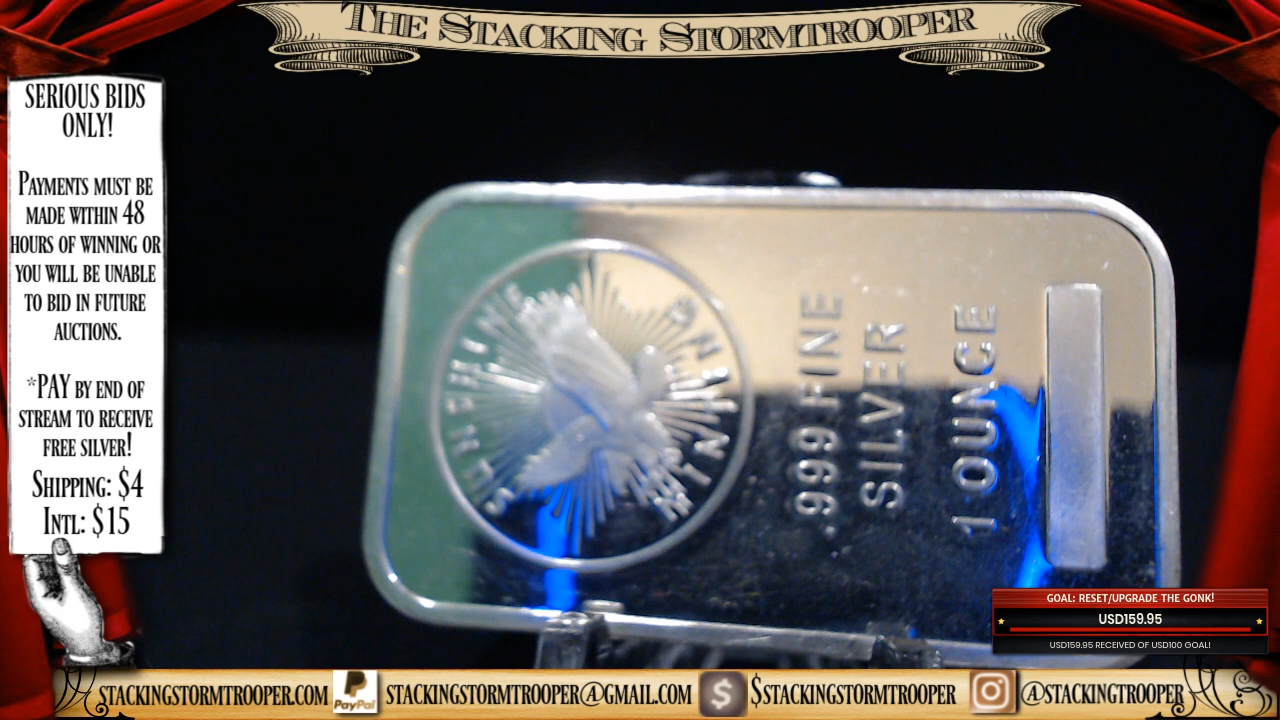 THE STACKING STORMTROOPER
SERIOUS BIDS
ONLY!
PAYMENTS MUST BE
MADE WITHIN 48
HOURS OF WINNING OR
YOU WILL BE UNABLE
TO BID IN FUTURE
AUCTIONS.
*PAY BY END OF
STREAM TO RECEIVE
FREE SILVER!
SHIPPING: $4
INTL: $15
SUNSHINE MINTING
.999 FINE
SILVER
1 OUNCE
GOAL: RESET/UPGRADE THE GONK!
USD159.95
USD159.95 RECEIVED OF USD100 GOAL!
STACKINGSTORMTROOPER.COM
PayPal
STACKINGSTORMTROOPER@GMAIL.COM
$
$STACKINGSTORMTROOPER
@STACKINGTROOPER